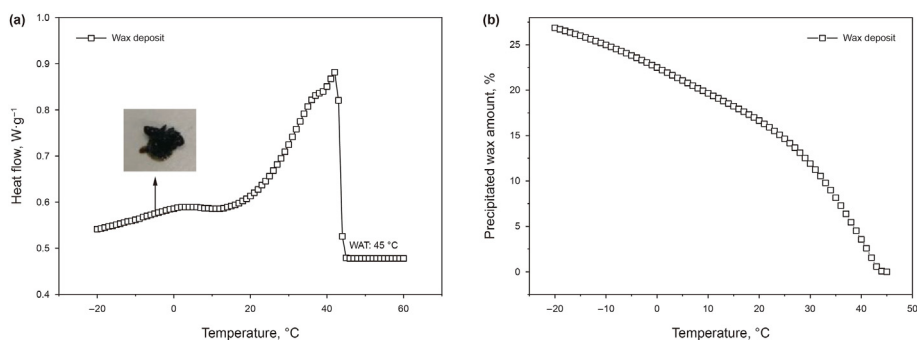 (a)
1.0
0.9
0.8
0.7
0.6
0.5
0.4
Heat flow, W·g⁻¹
Wax deposit
WAT: 45 °C
–20 0 20 40 60
Temperature, °C
(b)
25
20
15
10
5
0
Precipitated wax amount, %
Wax deposit
–20 –10 0 10 20 30 40 50
Temperature, °C